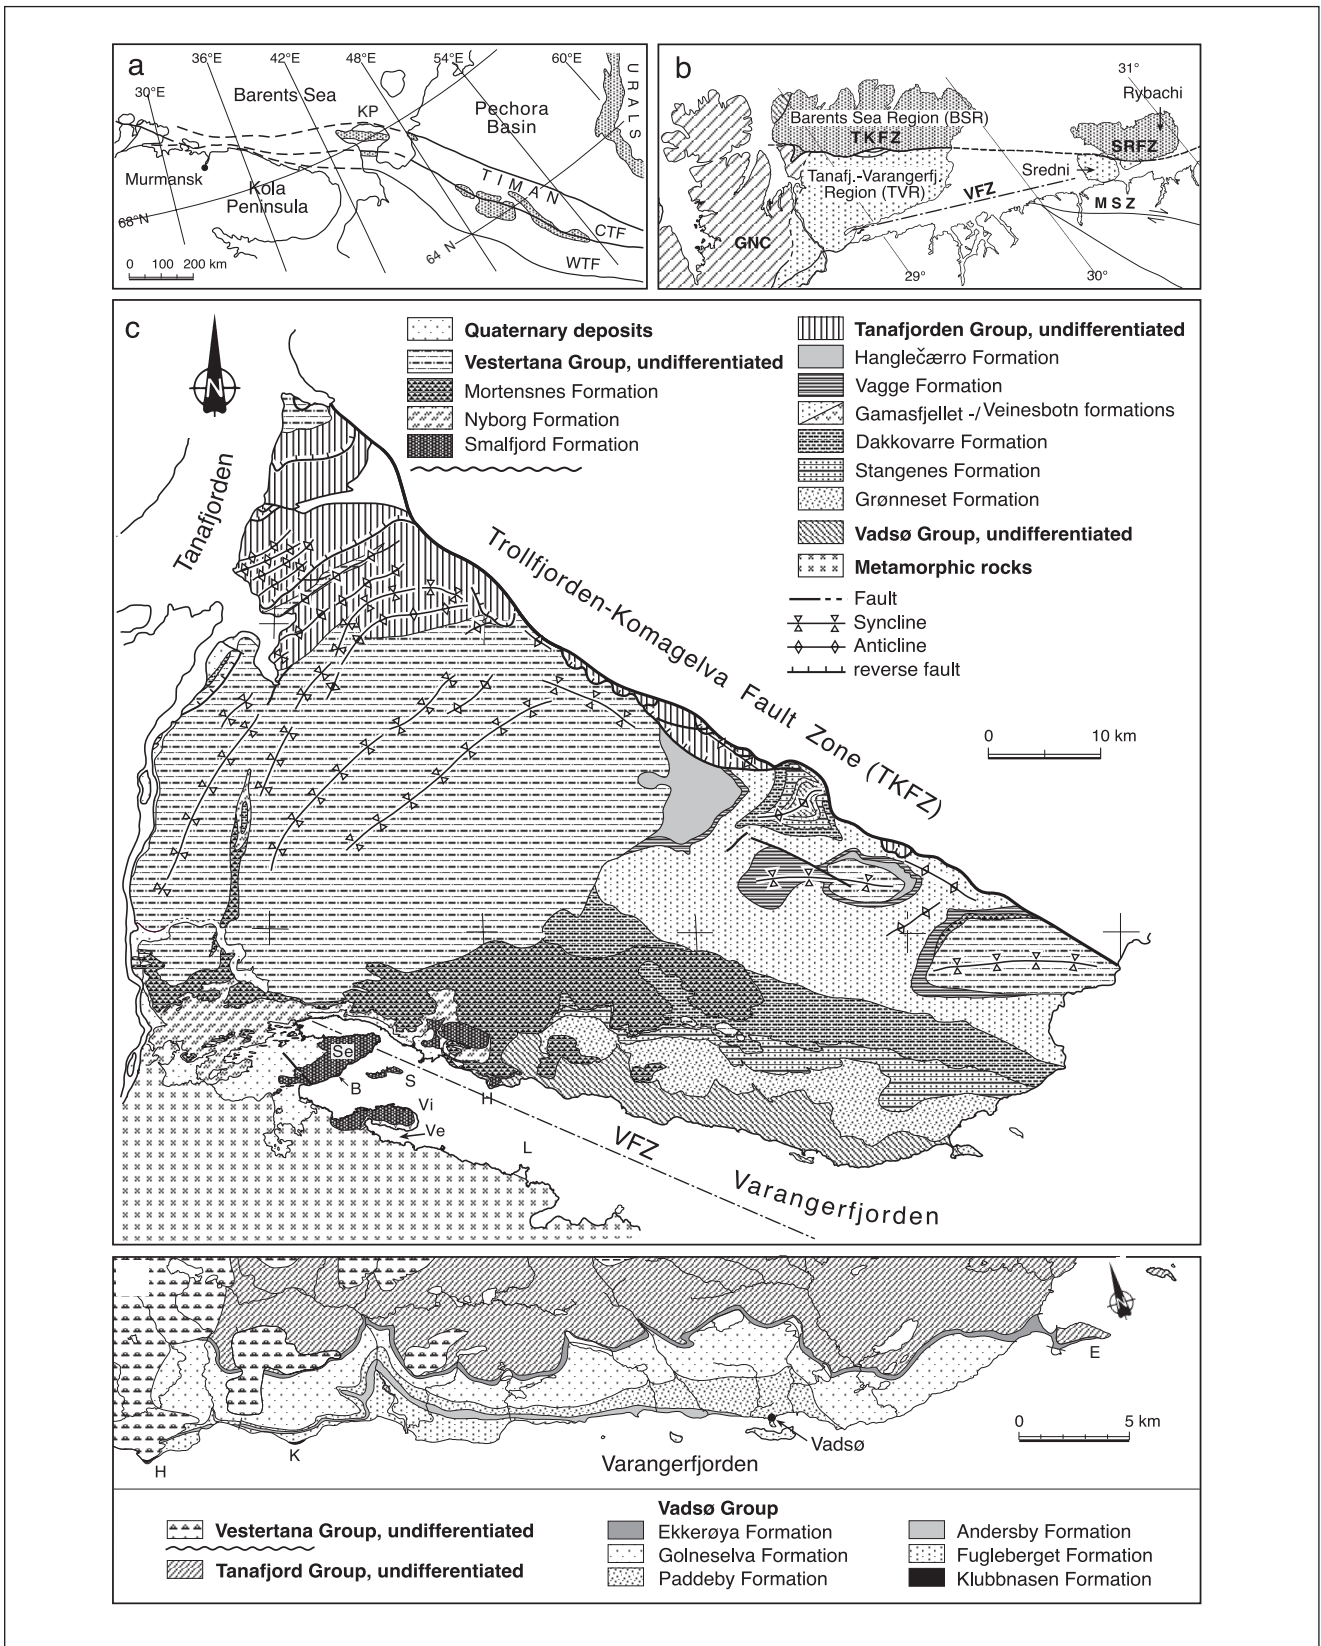 a
36°E
42°E
48°E
54°E
60°E
30°E
Barents Sea
KP
Pechora
Basin
URALS
Murmansk
Kola
Peninsula
TIMAN
68°N
64 N
CTF
WTF
0 100 200 km
b
31°
Rybachi
Barents Sea Region (BSR)
TKFZ
SRFZ
Tanafj.-Varangerfj.
Region (TVR)
Sredni
VFZ
MSZ
GNC
29°
30°
c
N
Quaternary deposits
Vestertana Group, undifferentiated
Mortensnes Formation
Nyborg Formation
Smalfjord Formation
Tanafjorden Group, undifferentiated
Hanglečærro Formation
Vagge Formation
Gamasfjellet -/Veinesbotn formations
Dakkovarre Formation
Stangenes Formation
Grønneset Formation
Vadsø Group, undifferentiated
Metamorphic rocks
Fault
Syncline
Anticline
reverse fault
Tanafjorden
Trollfjorden-Komagelva Fault Zone (TKFZ)
0 10 km
Se
B
S
H
Vi
Ve
L
VFZ
Varangerfjorden
E
0 5 km
Vadsø
H
K
Varangerfjorden
Vestertana Group, undifferentiated
Tanafjord Group, undifferentiated
Vadsø Group
Ekkerøya Formation
Golneselva Formation
Paddeby Formation
Andersby Formation
Fugleberget Formation
Klubbnasen Formation